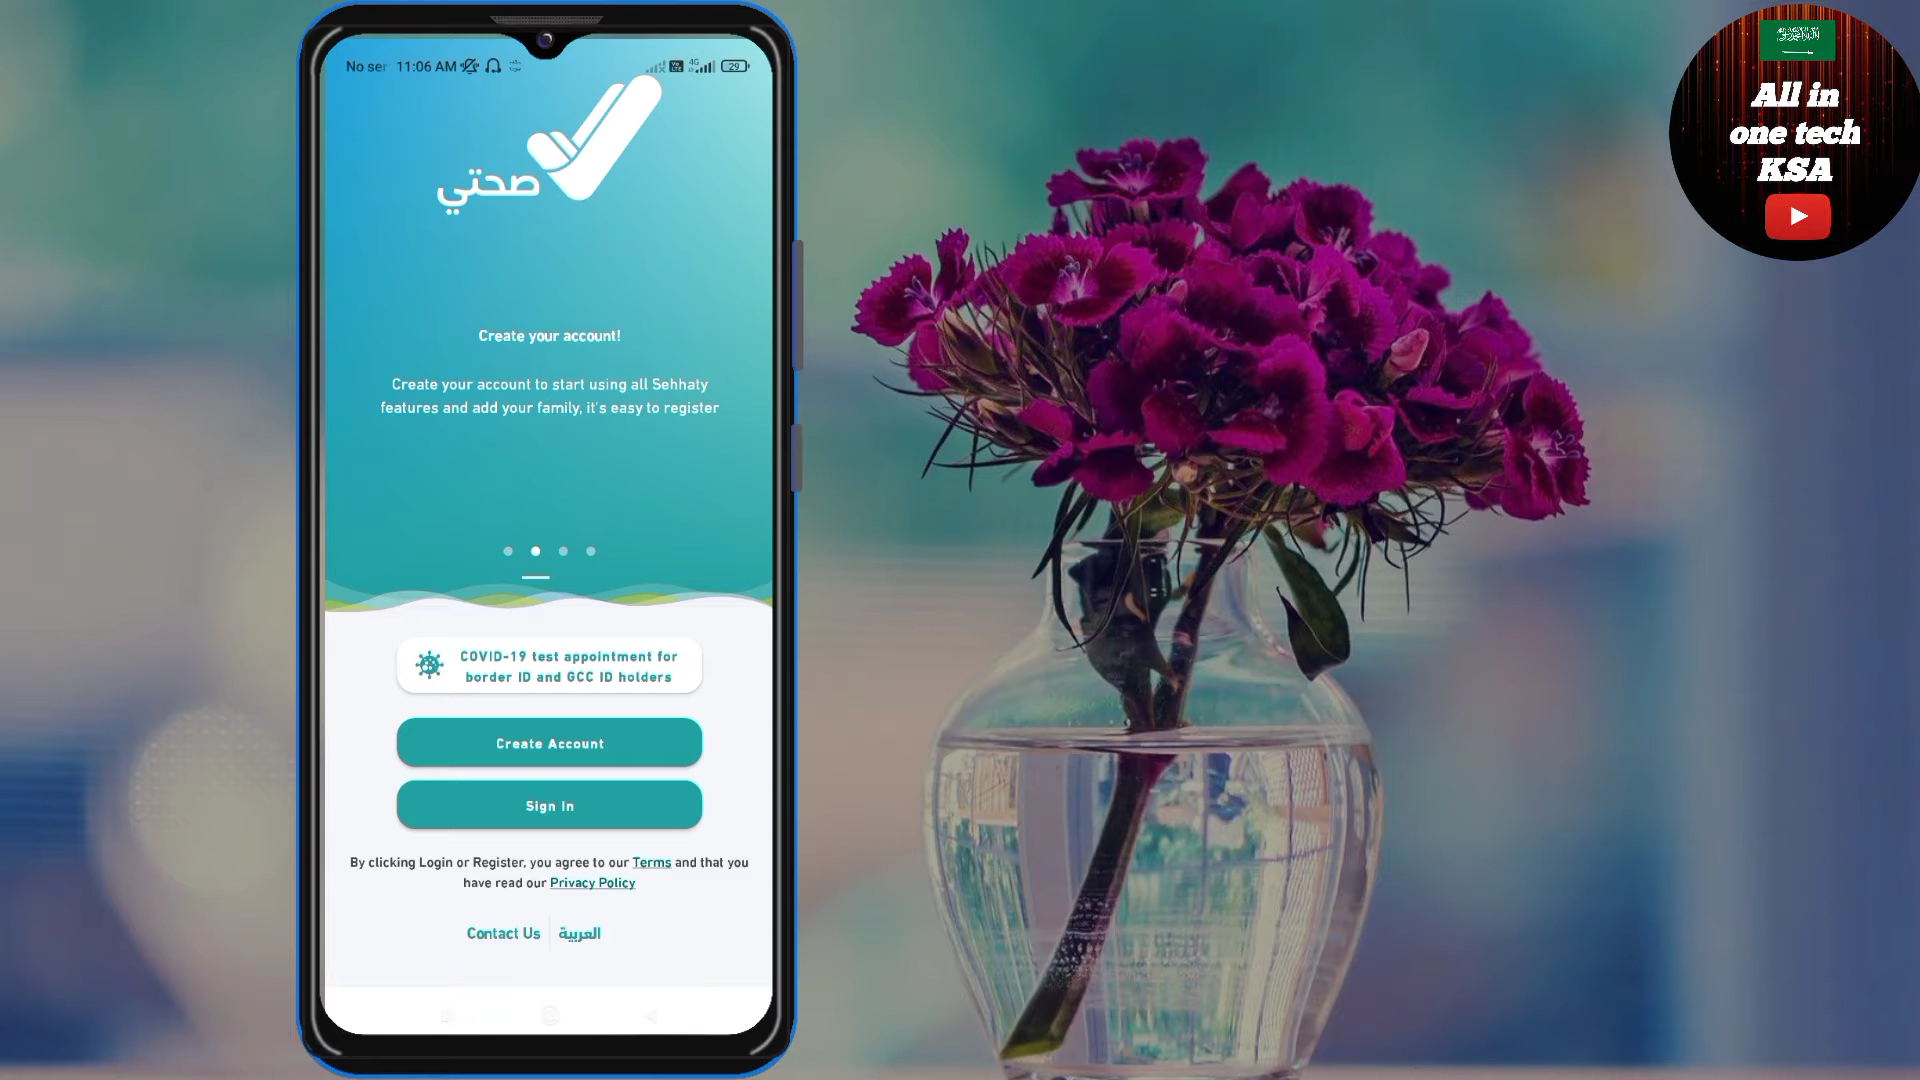 No ser 11:06 AM
4G
29
صحتي
Create your account!
Create your account to start using all Sehhaty
features and add your family, it's easy to register
COVID-19 test appointment for
border ID and GCC ID holders
Create Account
Sign In
By clicking Login or Register, you agree to our Terms and that you
have read our Privacy Policy
Contact Us
العربية
All in
one tech
KSA